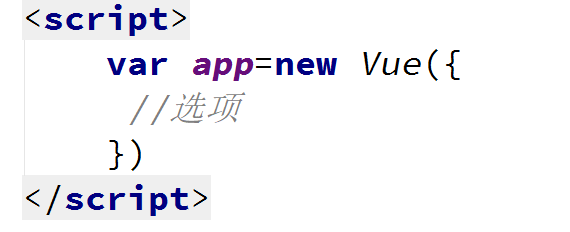 <script>
var app=new Vue({
//选项
})
</script>